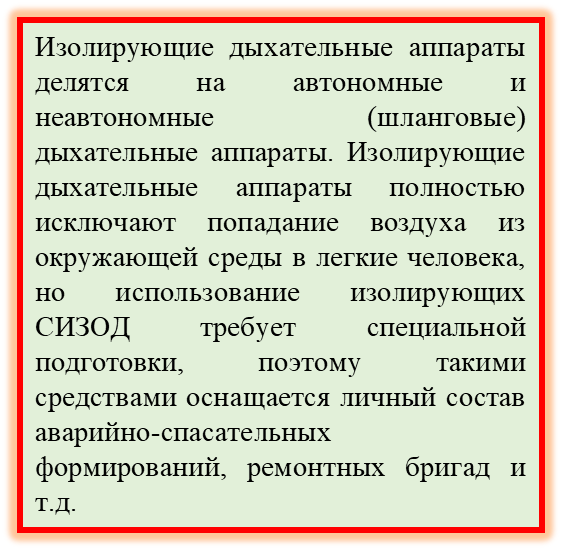 Изолирующие дыхательные аппараты
делятся на автономные и
неавтономные (шланговые)
дыхательные аппараты. Изолирующие
дыхательные аппараты полностью
исключают попадание воздуха из
окружающей среды в легкие человека,
но использование изолирующих
СИЗОД требует специальной
подготовки, поэтому такими
средствами оснащается личный состав
аварийно-спасательных
формирований, ремонтных бригад и
т.д.